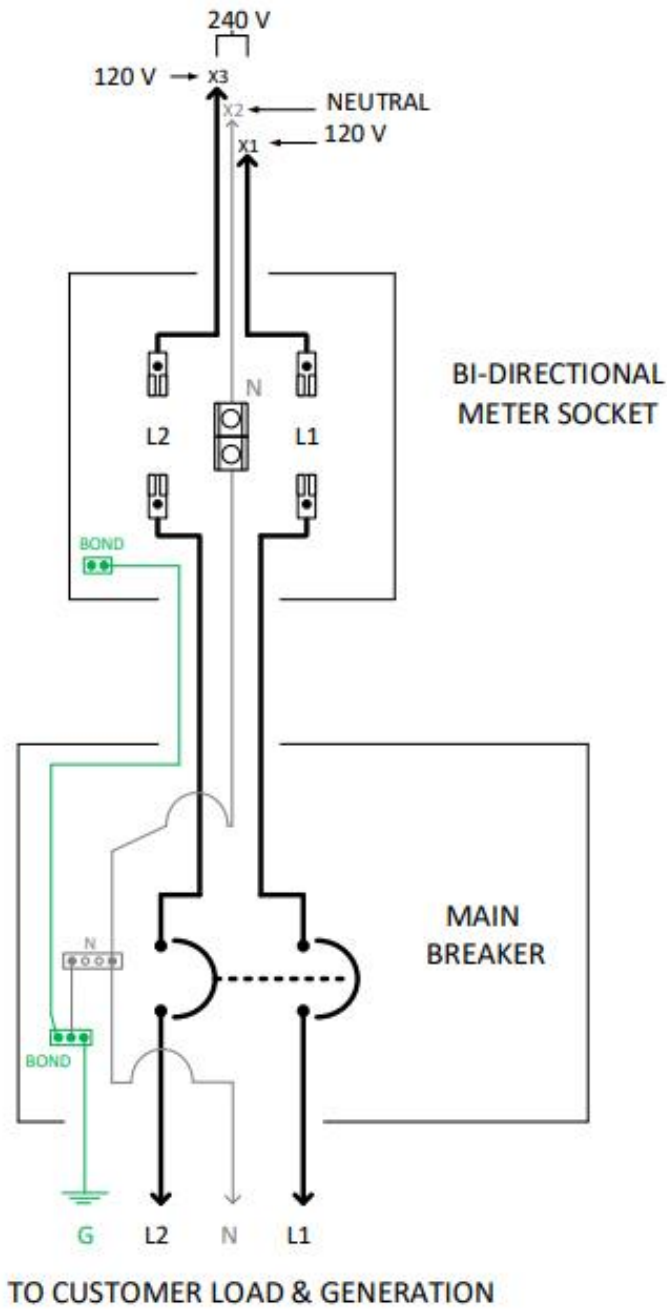 240 V
120 V
X3
X2
NEUTRAL
X1
120 V
BI-DIRECTIONAL
METER SOCKET
N
L2
L1
BOND
MAIN
BREAKER
N
BOND
G
L2
N
L1
TO CUSTOMER LOAD & GENERATION